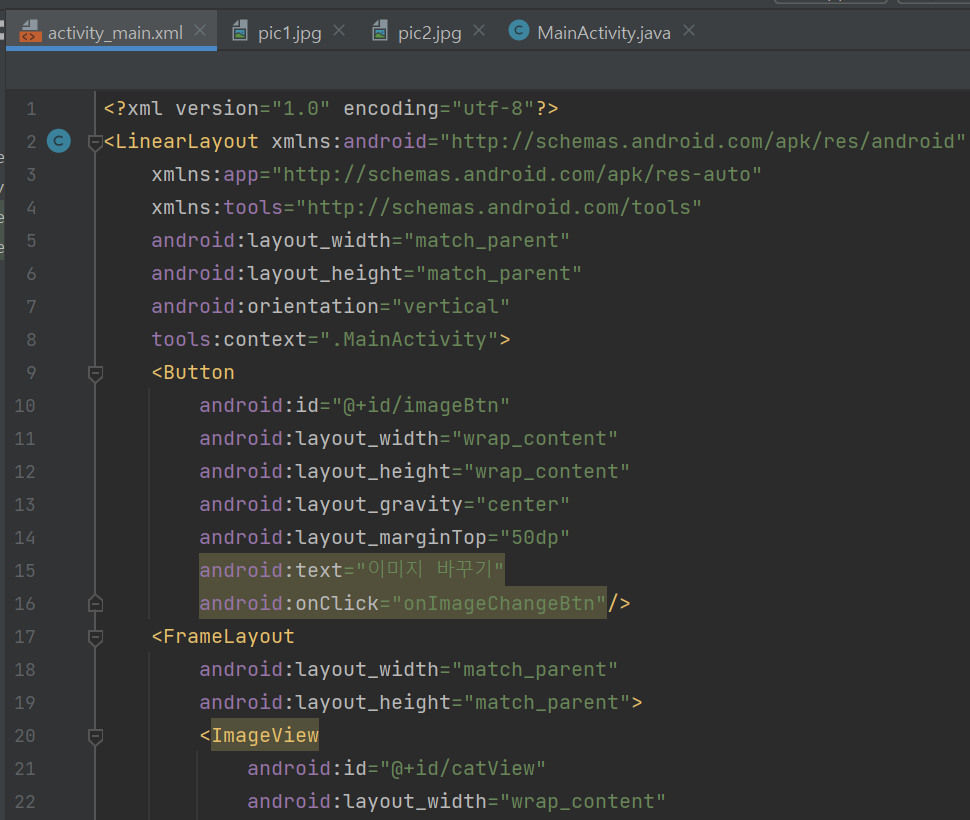 activity_main.xml pic1.jpg pic2.jpg MainActivity.java
1 <?xml version="1.0" encoding="utf-8"?>
2 <LinearLayout xmlns:android="http://schemas.android.com/apk/res/android"
3 xmlns:app="http://schemas.android.com/apk/res-auto"
4 xmlns:tools="http://schemas.android.com/tools"
5 android:layout_width="match_parent"
6 android:layout_height="match_parent"
7 android:orientation="vertical"
8 tools:context=".MainActivity">
9 <Button
10 android:id="@+id/imageBtn"
11 android:layout_width="wrap_content"
12 android:layout_height="wrap_content"
13 android:layout_gravity="center"
14 android:layout_marginTop="50dp"
15 android:text="이미지 바꾸기"
16 android:onClick="onImageChangeBtn"/>
17 <FrameLayout
18 android:layout_width="match_parent"
19 android:layout_height="match_parent">
20 <ImageView
21 android:id="@+id/catView"
22 android:layout_width="wrap_content"